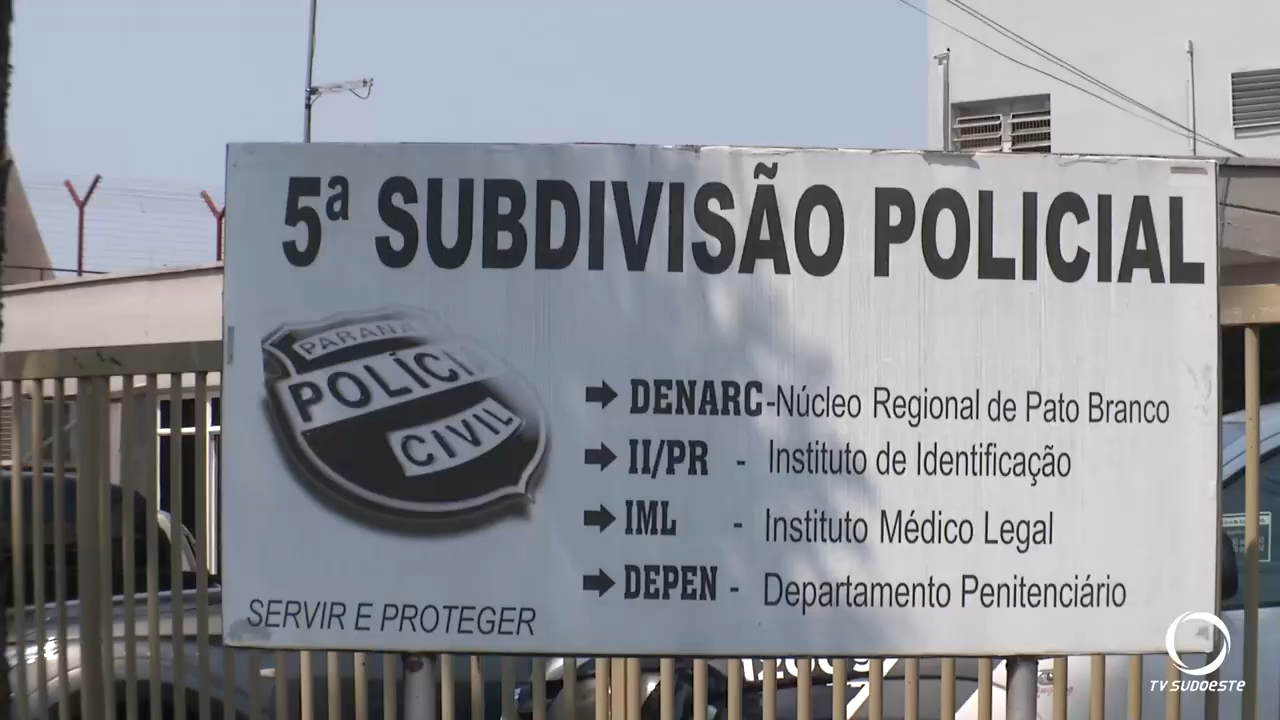 5ª SUBDIVISÃO POLICIAL
PARANÁ
POLÍCIA
CIVIL
DENARC-Núcleo Regional de Pato Branco
II/PR - Instituto de Identificação
IML - Instituto Médico Legal
DEPEN - Departamento Penitenciário
SERVIR E PROTEGER
TV SUDOESTE